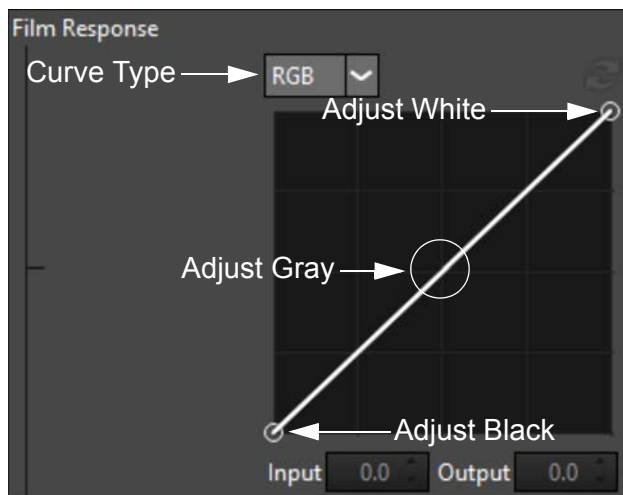 Film Response
Curve Type
RGB
Adjust White
Adjust Gray
Adjust Black
Input 0.0 Output 0.0